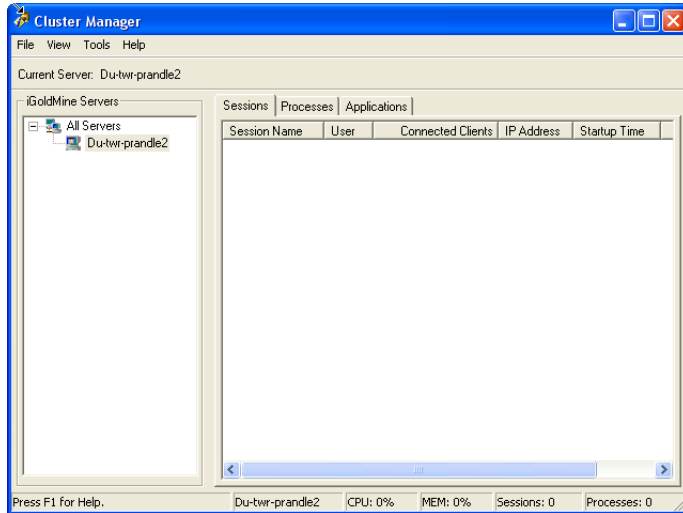 Cluster Manager
File View Tools Help
Current Server: Du-twr-prandle2
iGoldMine Servers
All Servers
Du-twr-prandle2
Sessions Processes Applications
Session Name User Connected Clients IP Address Startup Time
Press F1 for Help. Du-twr-prandle2 CPU: 0% MEM: 0% Sessions: 0 Processes: 0